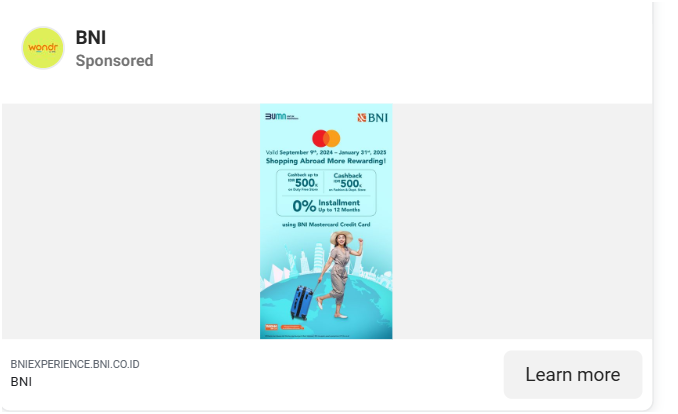 wondr
BNI
Sponsored
BUMN
BNI
Valid September 9th, 2024 – January 31st, 2025
Shopping Abroad More Rewarding!
Cashback up to
IDR 500K
on Duty Free Store
Cashback
IDR 500K
on Fashion & Dept. Store
0% Installment
Up to 12 Months
using BNI Mastercard Credit Card
BNIEXPERIENCE.BNI.CO.ID
BNI
Learn more